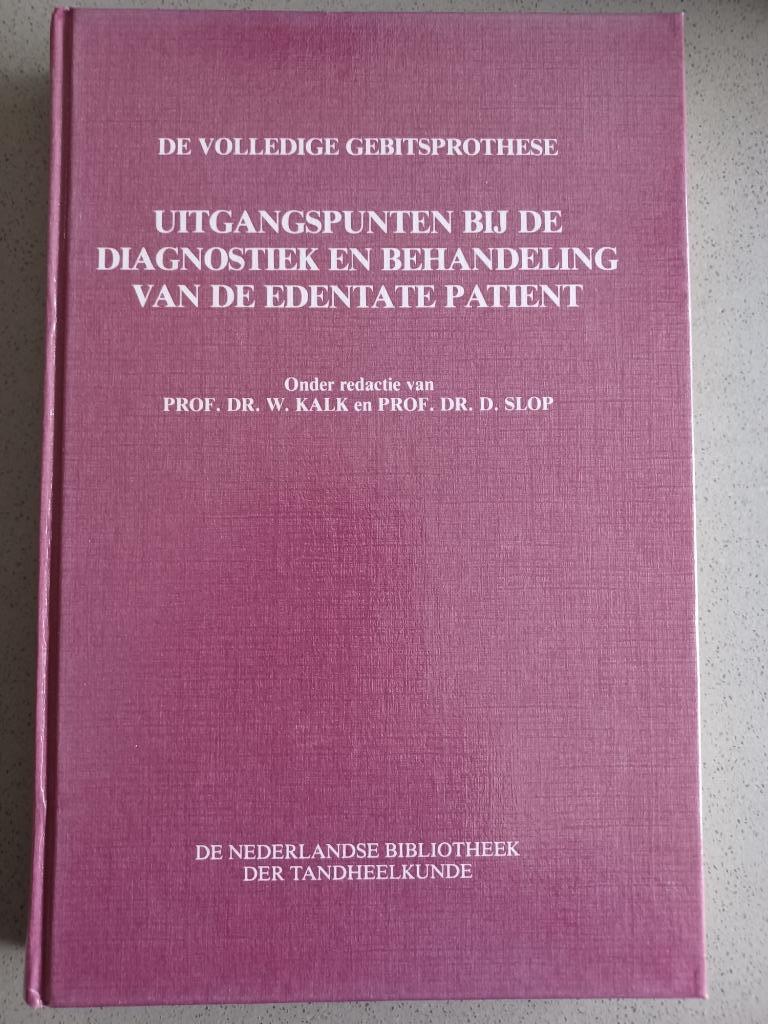 DE VOLLEDIGE GEBITSPROTHESE
UITGANGSPUNTEN BIJ DE
DIAGNOSTIEK EN BEHANDELING
VAN DE EDENTATE PATIENT
Onder redactie van
PROF. DR. W. KALK en PROF. DR. D. SLOP
DE NEDERLANDSE BIBLIOTHEEK
DER TANDHEELKUNDE